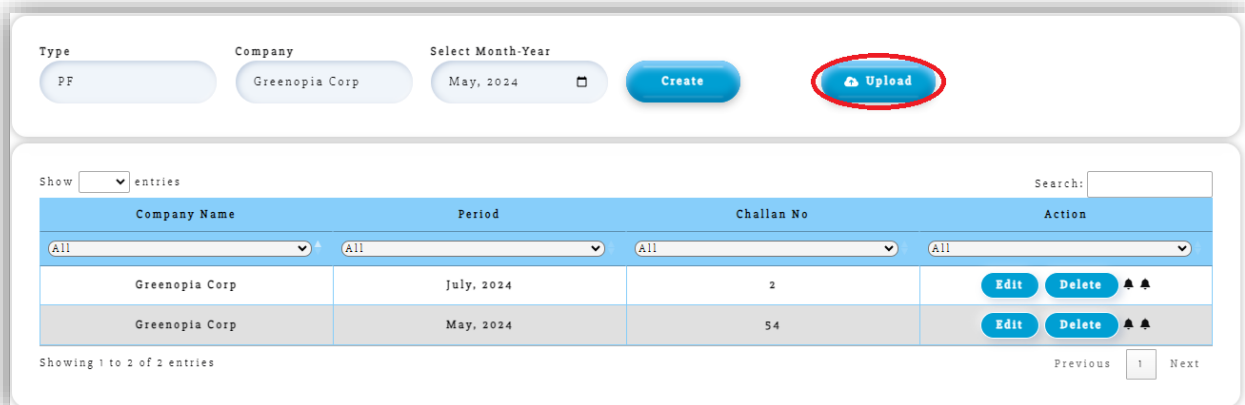 Type Company Select Month-Year
PF Greenopia Corp May, 2024 Create Upload
Show entries Search:
Company Name Period Challan No Action
All All All All
Greenopia Corp July, 2024 2 Edit Delete
Greenopia Corp May, 2024 54 Edit Delete
Showing 1 to 2 of 2 entries Previous 1 Next